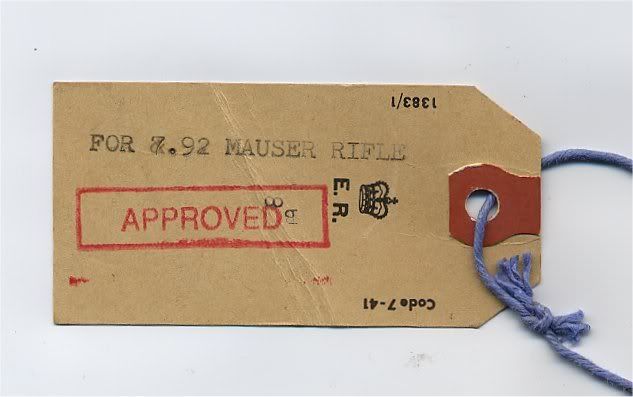 1383/1
FOR 7.92 MAUSER RIFLE
E.R.
APPROVED
Code 7-41